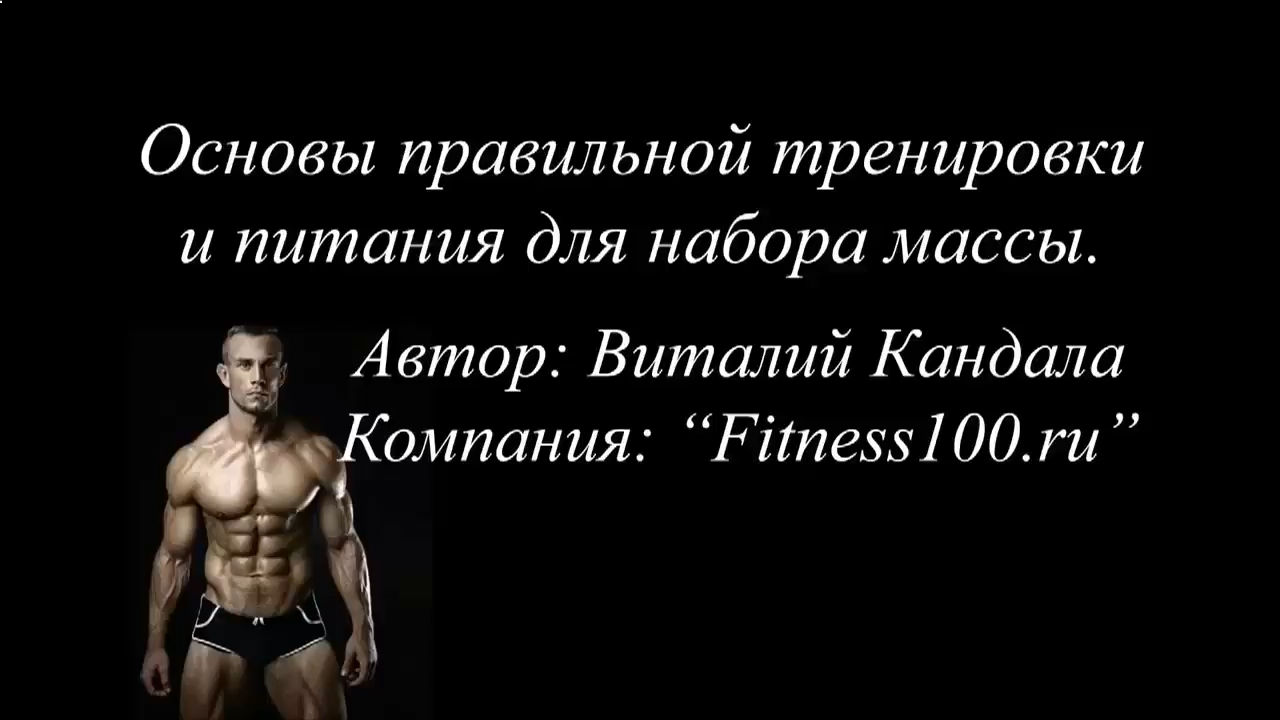 Основы правильной тренировки
и питания для набора массы.
Автор: Виталий Кандала
Компания: “Fitness100.ru”